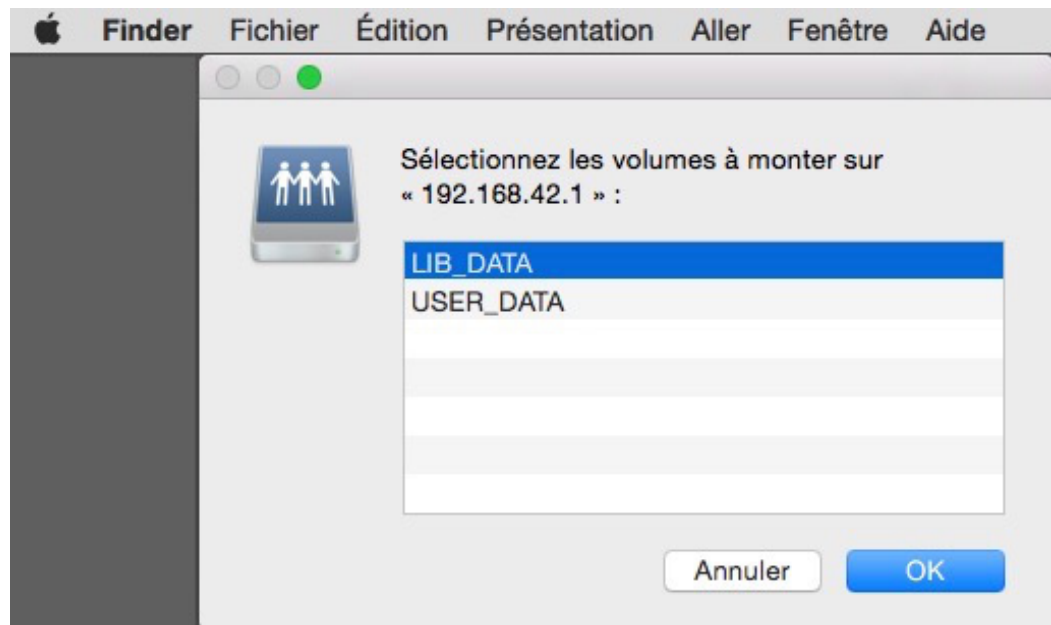 Finder Fichier Édition Présentation Aller Fenêtre Aide
Sélectionnez les volumes à monter sur
« 192.168.42.1 » :
LIB_DATA
USER_DATA
Annuler OK